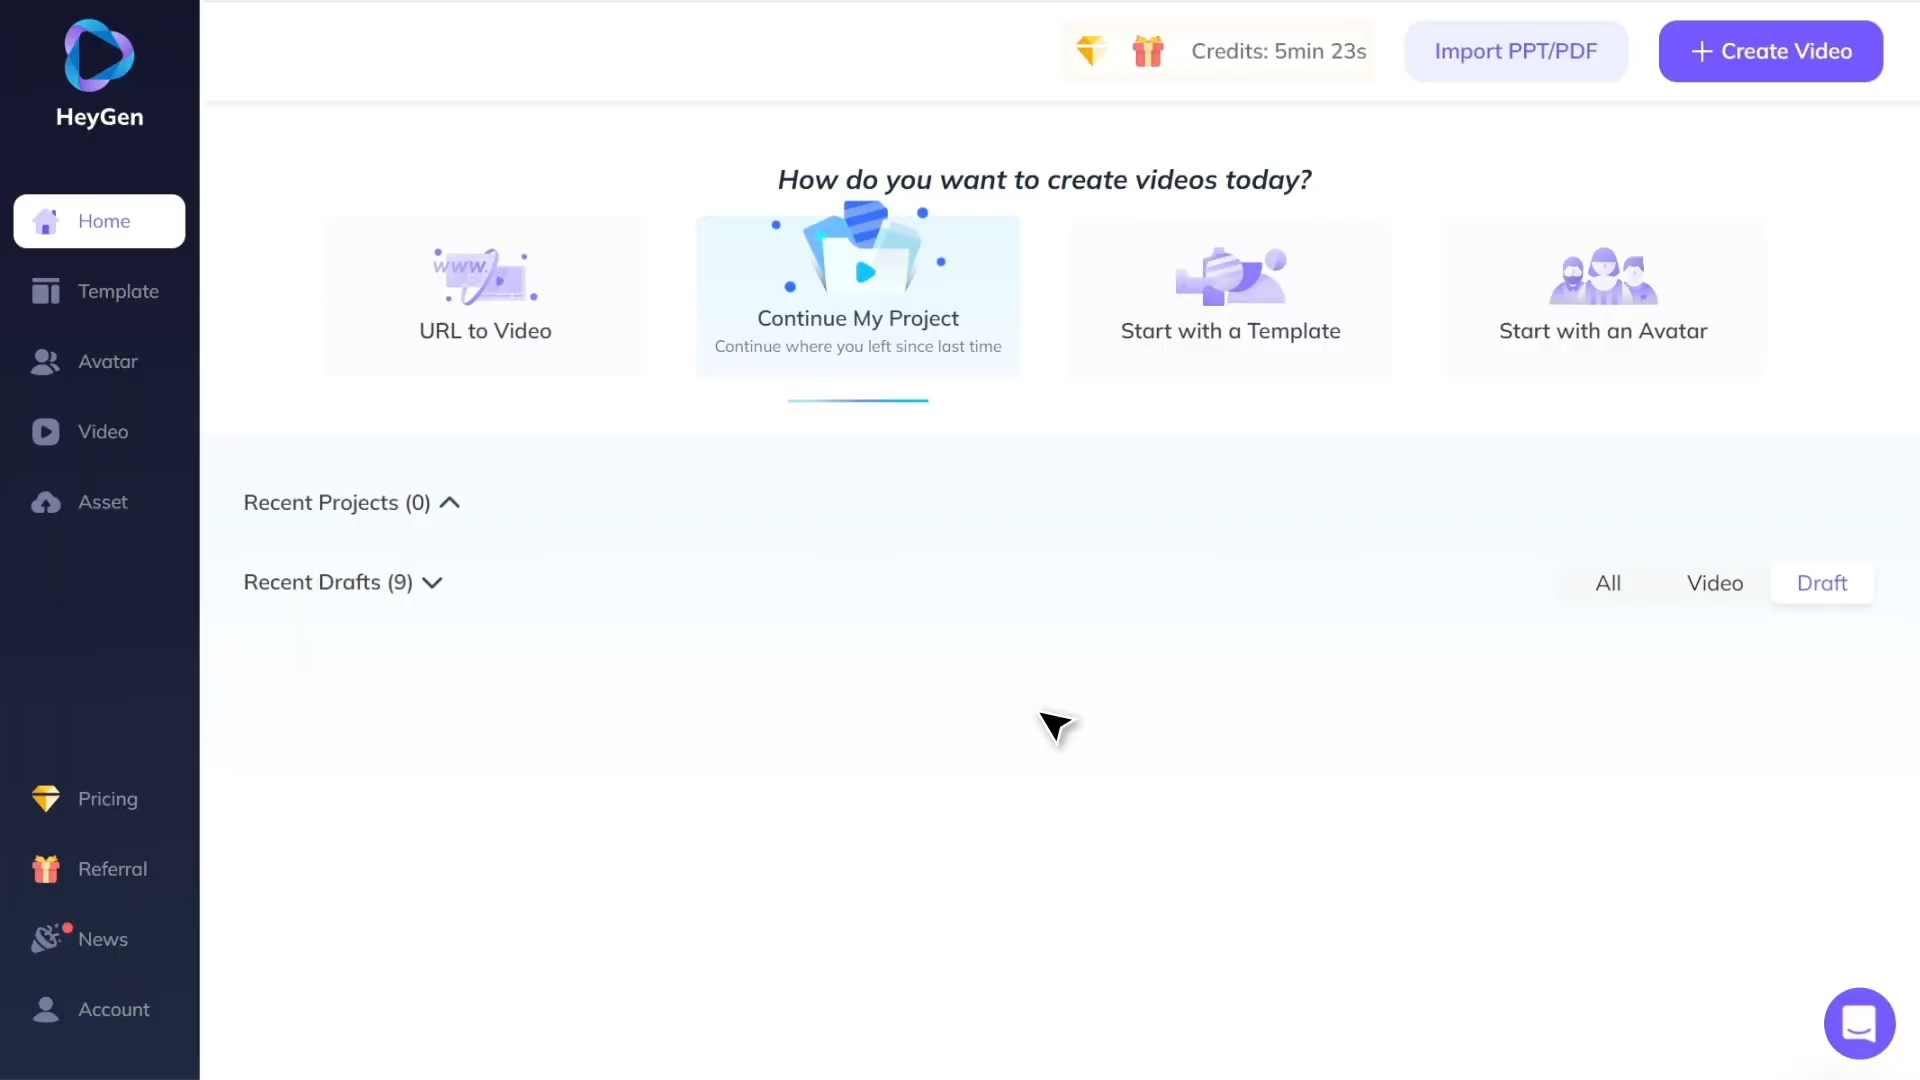 HeyGen
Credits: 5min 23s
Import PPT/PDF
+ Create Video
Home
Template
Avatar
Video
Asset
Pricing
Referral
News
Account
How do you want to create videos today?
www.
URL to Video
Continue My Project
Continue where you left since last time
Start with a Template
Start with an Avatar
Recent Projects (0)
Recent Drafts (9)
All
Video
Draft